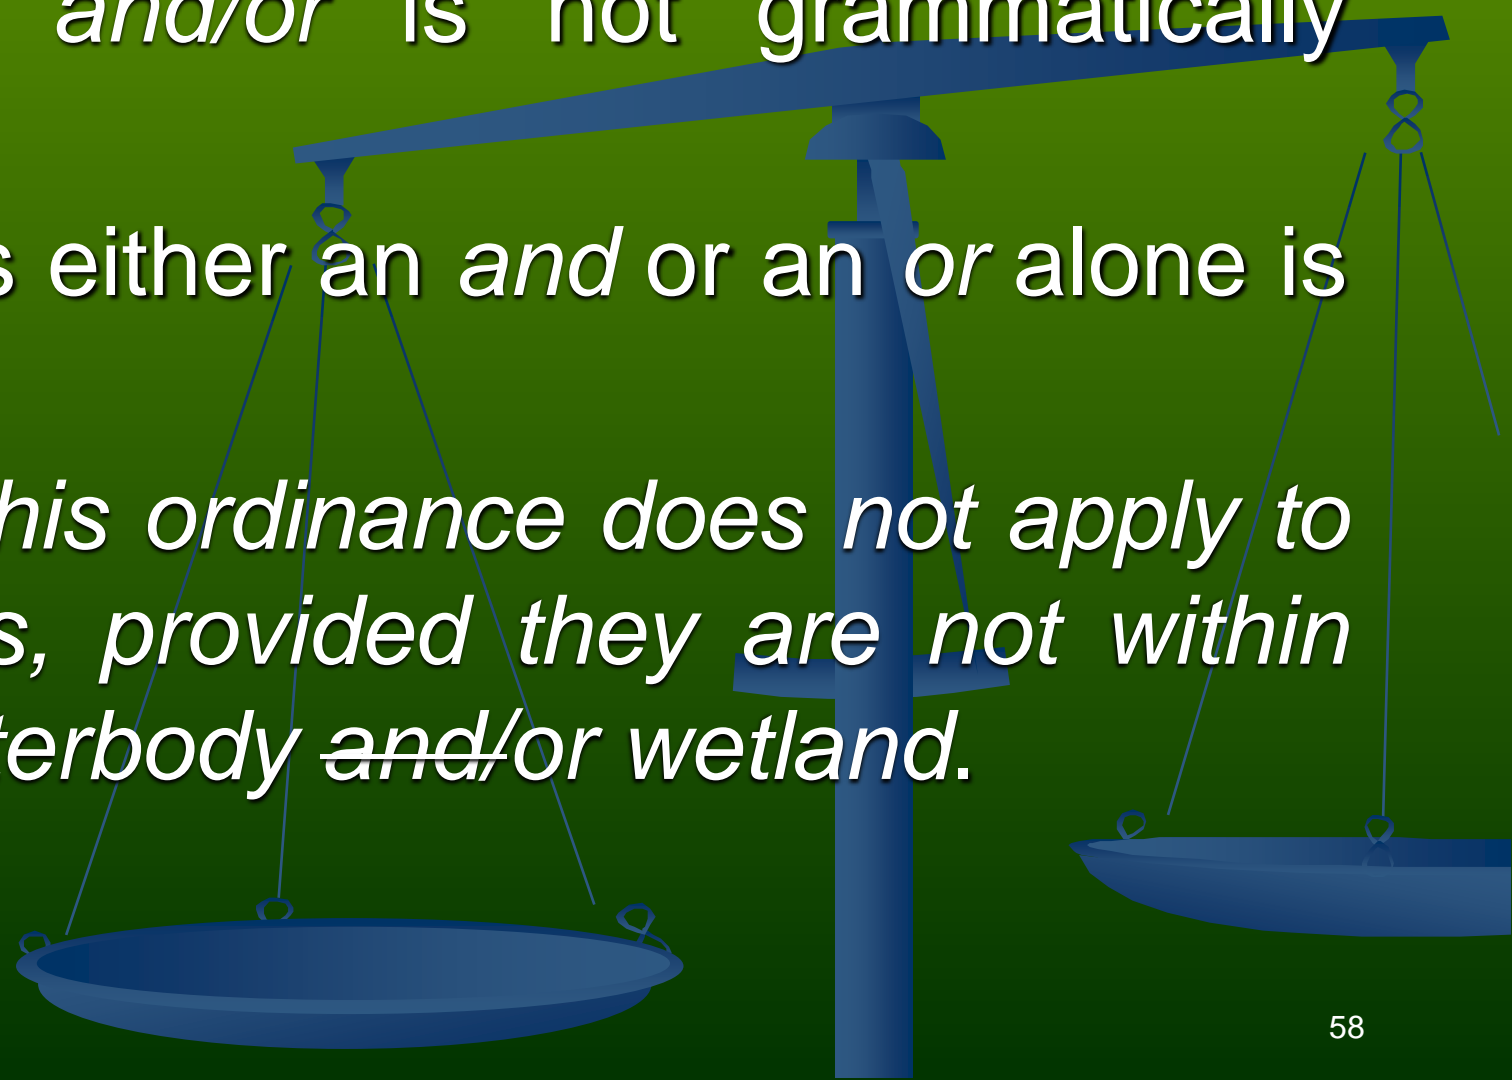 and/or is not grammatically
s either an and or an or alone is
his ordinance does not apply to
s, provided they are not within
terbody and/or wetland.
58